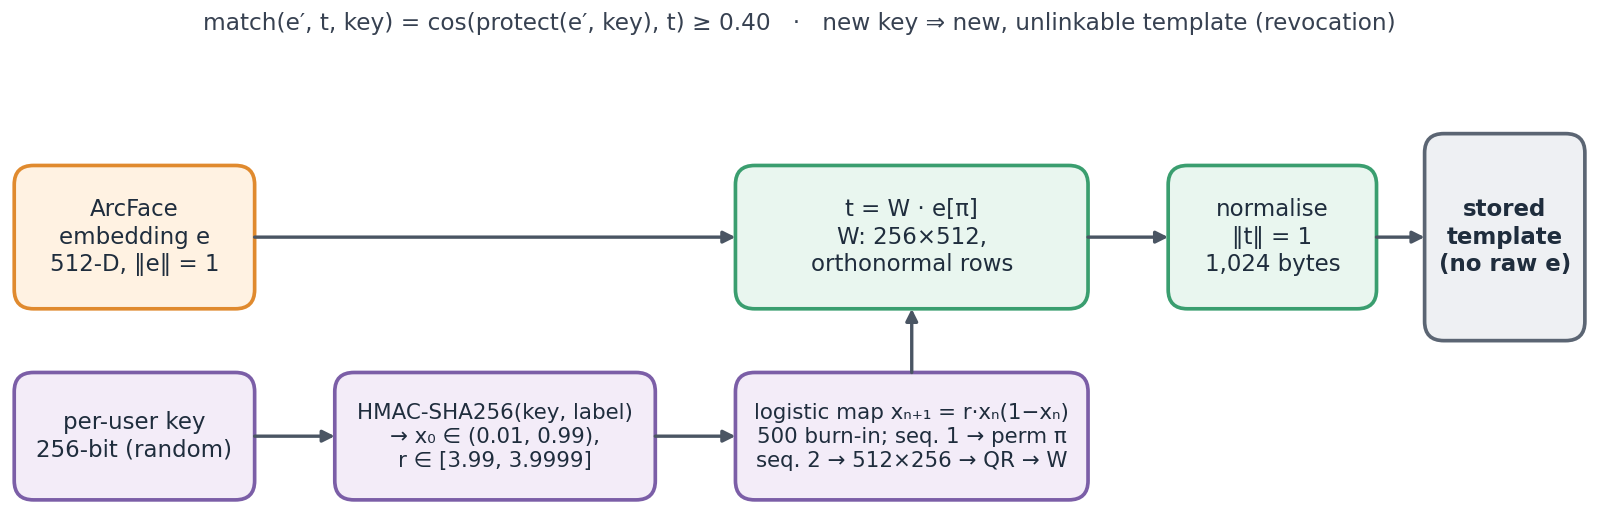 match(e′, t, key) = cos(protect(e′, key), t) ≥ 0.40 · new key ⇒ new, unlinkable template (revocation)
ArcFace
embedding e
512-D, ‖e‖ = 1
t = W · e[π]
W: 256×512,
orthonormal rows
normalise
‖t‖ = 1
1,024 bytes
stored
template
(no raw e)
per-user key
256-bit (random)
HMAC-SHA256(key, label)
→ x₀ ∈ (0.01, 0.99),
r ∈ [3.99, 3.9999]
logistic map xₙ₊₁ = r·xₙ(1−xₙ)
500 burn-in; seq. 1 → perm π
seq. 2 → 512×256 → QR → W